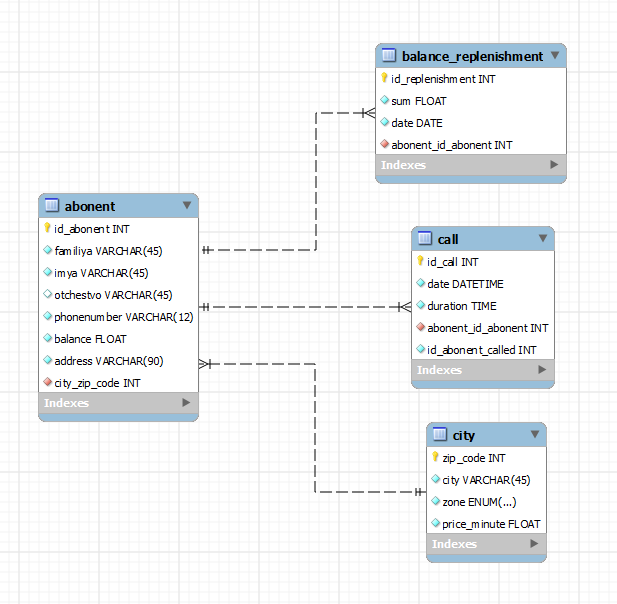 balance_replenishment
id_replenishment INT
sum FLOAT
date DATE
abonent_id_abonent INT
Indexes
abonent
id_abonent INT
familiya VARCHAR(45)
imya VARCHAR(45)
otchestvo VARCHAR(45)
phonenumber VARCHAR(12)
balance FLOAT
address VARCHAR(90)
city_zip_code INT
Indexes
call
id_call INT
date DATETIME
duration TIME
abonent_id_abonent INT
id_abonent_called INT
Indexes
city
zip_code INT
city VARCHAR(45)
zone ENUM(...)
price_minute FLOAT
Indexes